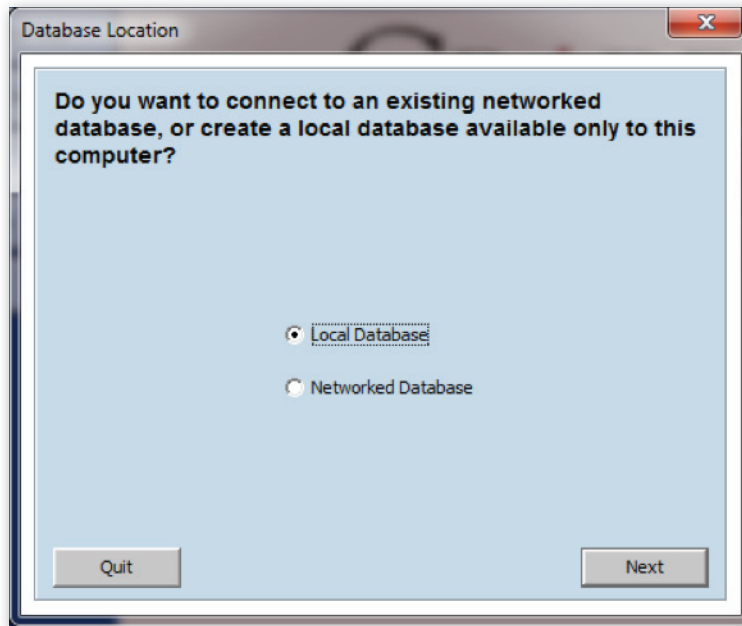 Database Location
Do you want to connect to an existing networked
database, or create a local database available only to this
computer?
Local Database
Networked Database
Quit
Next